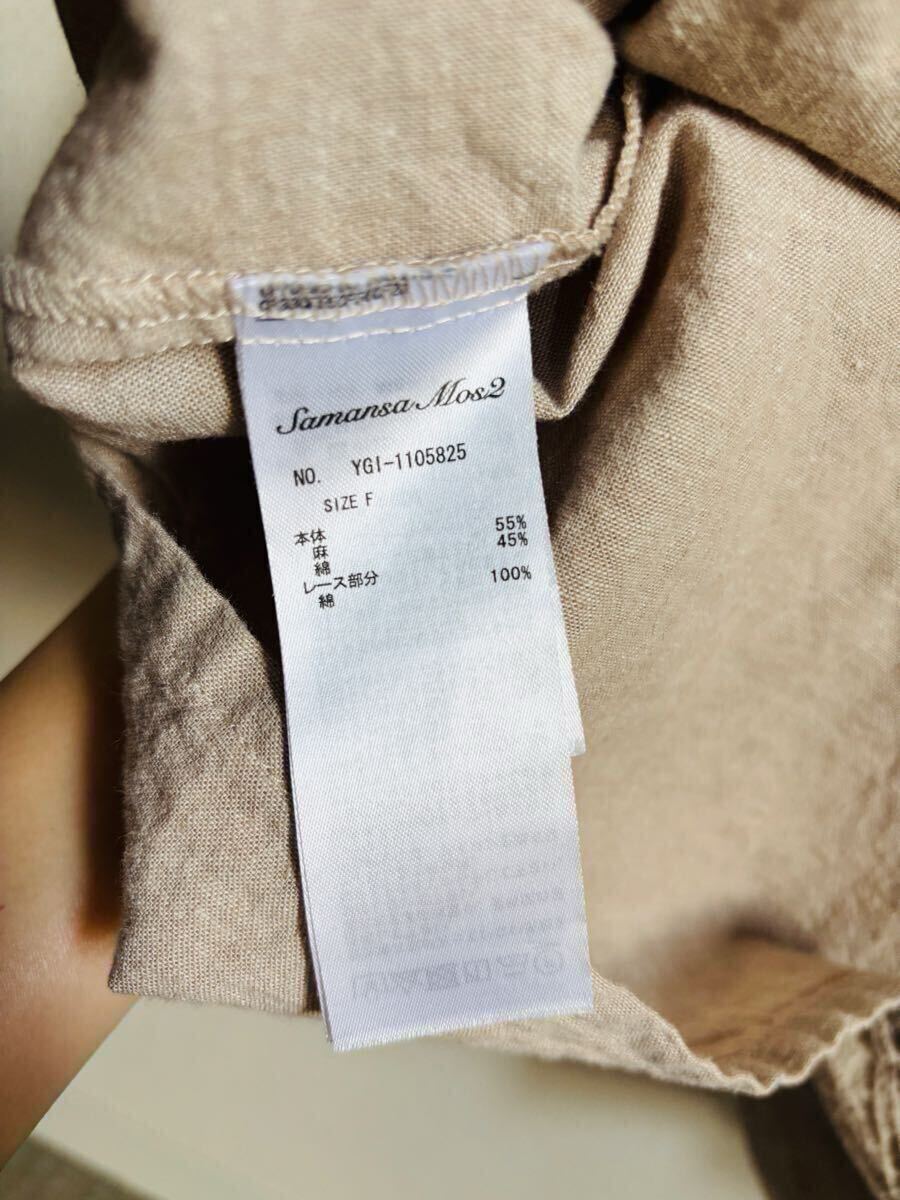 Samansa Mos2
NO. YGI-1105825
SIZE F
本体
麻 55%
綿 45%
レース部分
綿 100%